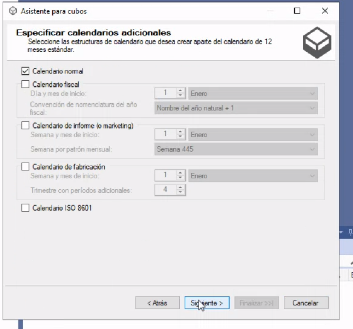 Asistente para cubos
Especificar calendarios adicionales
Seleccione las estructuras de calendario que desea crear aparte del calendario de 12
meses estándar.
Calendario normal
Calendario fiscal
Día y mes de inicio: 1 Enero
Convención de nomenclatura del año
fiscal: Nombre del año natural + 1
Calendario de informe (o marketing)
Semana y mes de inicio: 1 Enero
Semana por patrón mensual: Semana 445
Calendario de fabricación
Semana y mes de inicio: 1 Enero
Trimestre con períodos adicionales: 4
Calendario ISO 8601
< Atrás Siguiente > Finalizar >>| Cancelar